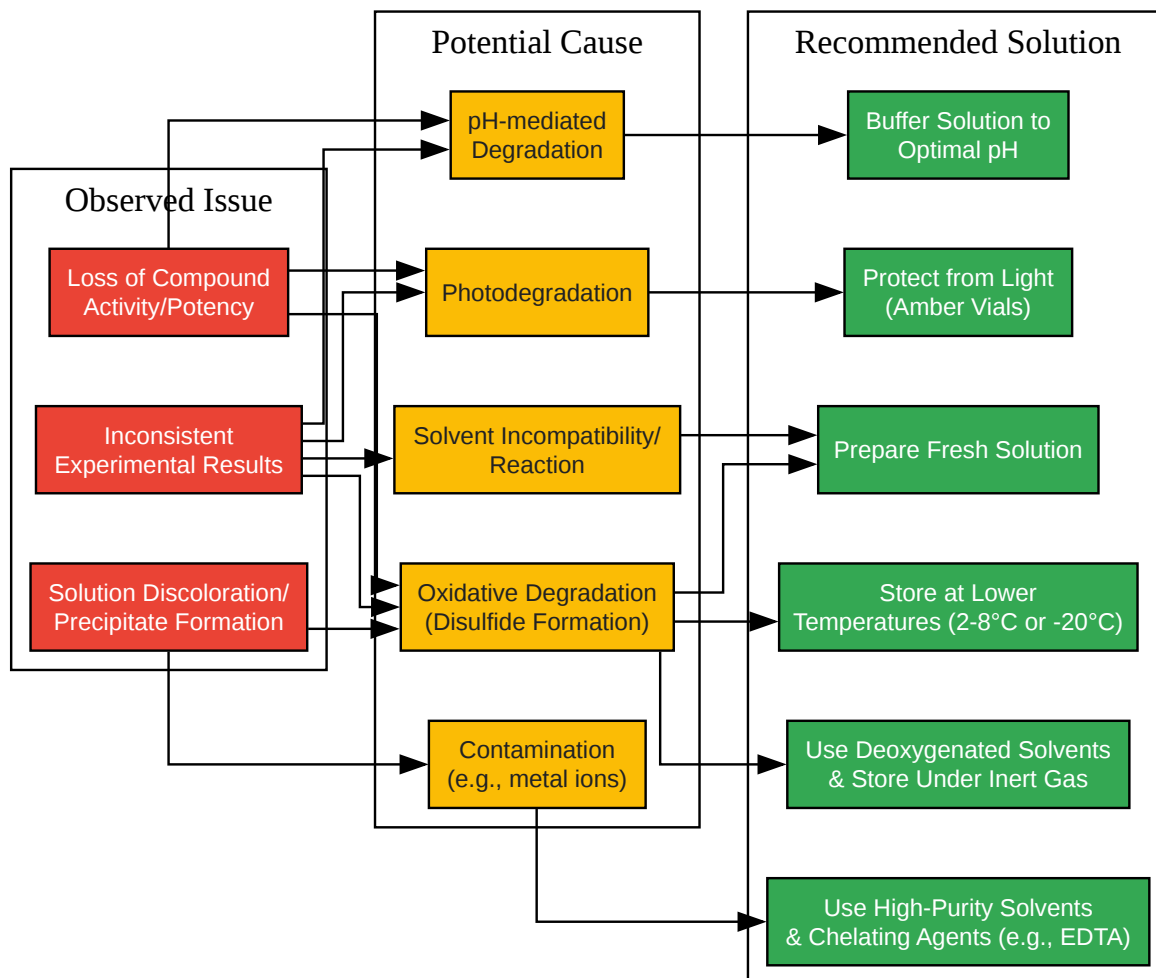 Observed Issue
Loss of Compound
Activity/Potency
Inconsistent
Experimental Results
Solution Discoloration/
Precipitate Formation
Potential Cause
pH-mediated
Degradation
Photodegradation
Solvent Incompatibility/
Reaction
Oxidative Degradation
(Disulfide Formation)
Contamination
(e.g., metal ions)
Recommended Solution
Buffer Solution to
Optimal pH
Protect from Light
(Amber Vials)
Prepare Fresh Solution
Store at Lower
Temperatures (2-8°C or -20°C)
Use Deoxygenated Solvents
& Store Under Inert Gas
Use High-Purity Solvents
& Chelating Agents (e.g., EDTA)